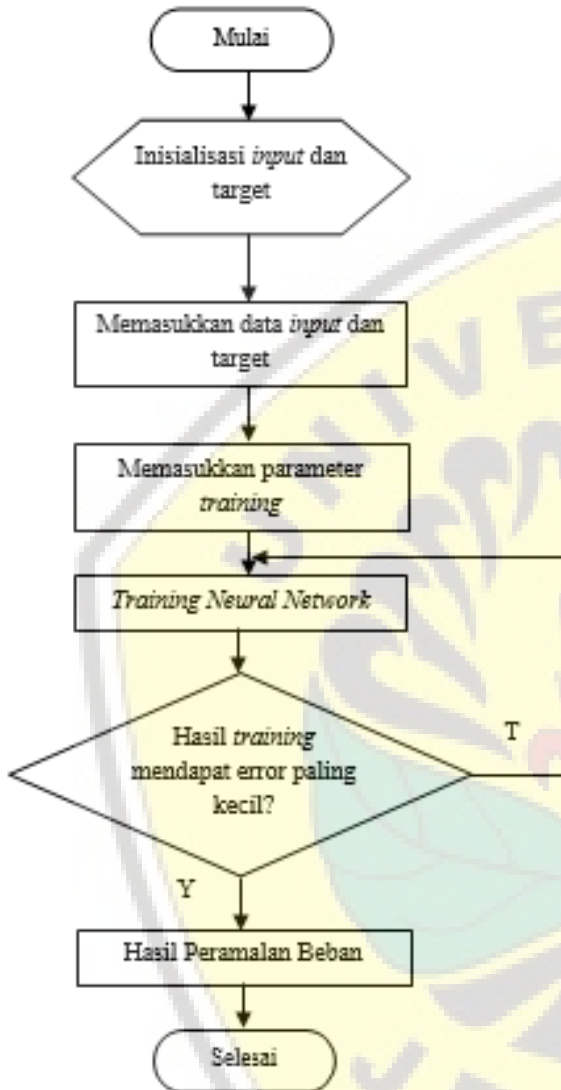 Mulai
Inisialisasi input dan
target
Memasukkan data input dan
target
Memasukkan parameter
training
Training Neural Network
Hasil training
mendapat error paling
kecil?
T
Y
Hasil Peramalan Beban
Selesai
UNIVE